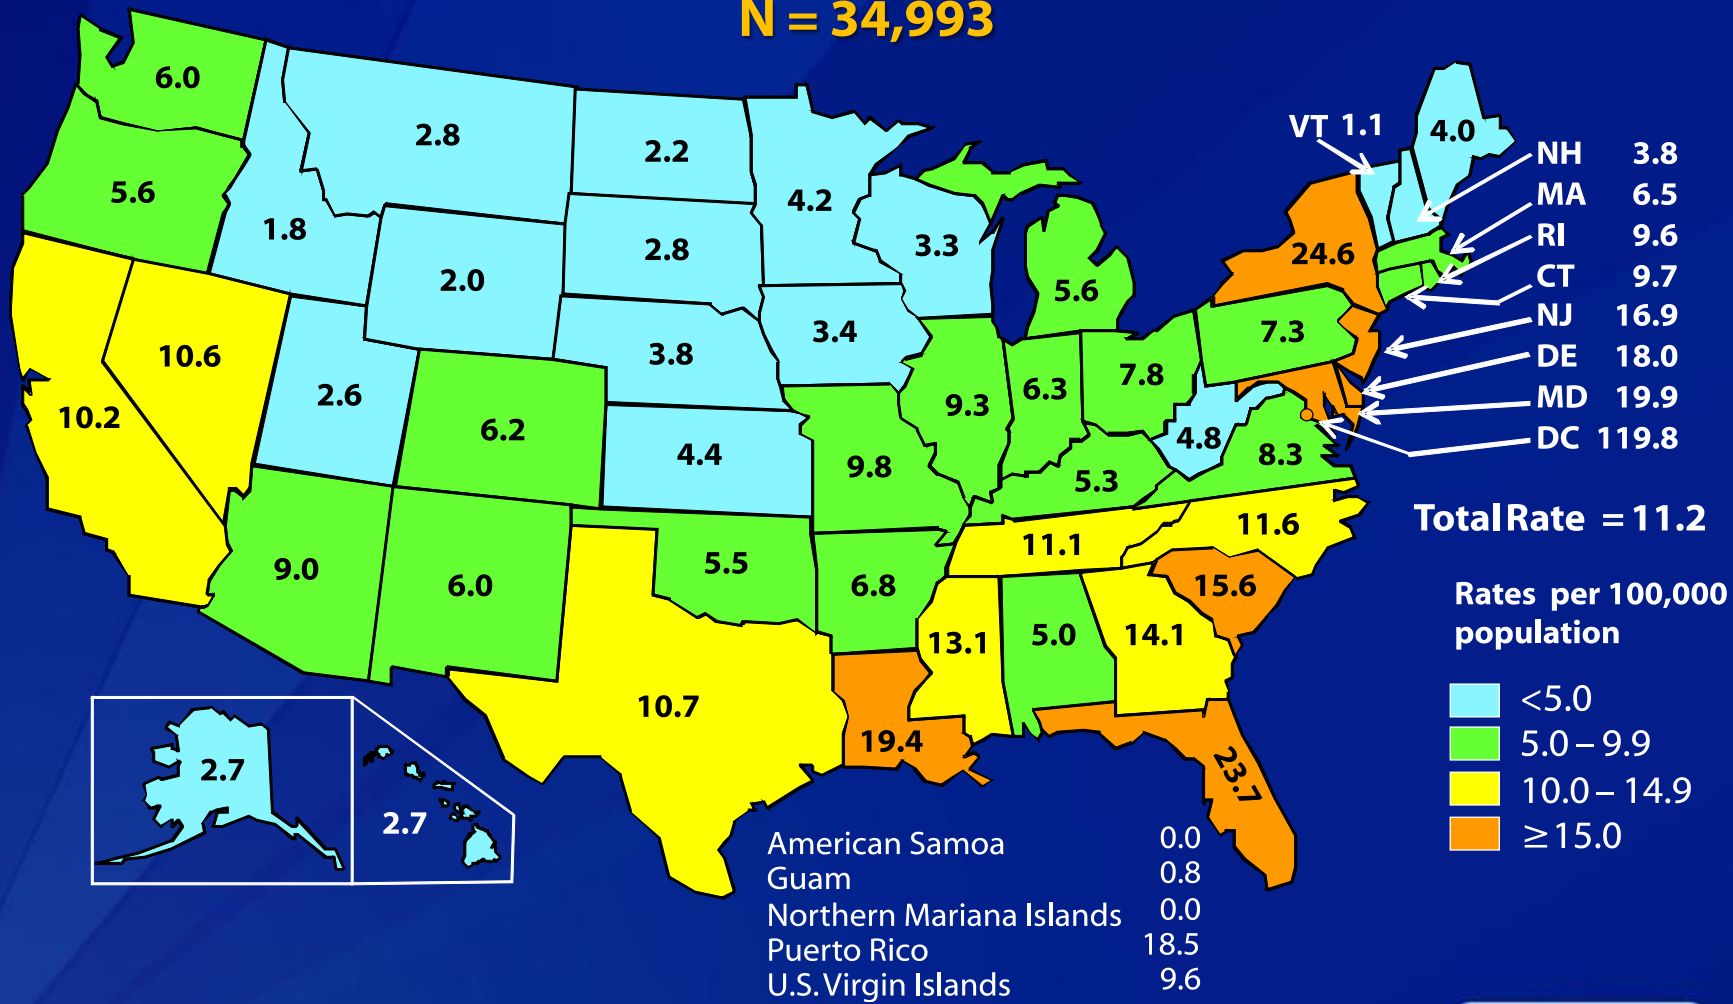 N = 34,993
6.0
5.6
2.8
2.2
4.2
1.8
2.0
2.8
3.3
5.6
VT 1.1
4.0
24.6
NH 3.8
MA 6.5
RI 9.6
CT 9.7
NJ 16.9
DE 18.0
MD 19.9
DC 119.8
10.6
10.2
2.6
6.2
3.8
4.4
3.4
9.3
6.3
7.8
7.3
4.8
8.3
9.8
5.3
9.0
6.0
5.5
6.8
11.1
11.6
15.6
10.7
19.4
13.1
5.0
14.1
23.7
2.7
2.7
Total Rate = 11.2
Rates per 100,000
population
<5.0
5.0 – 9.9
10.0 – 14.9
≥ 15.0
American Samoa 0.0
Guam 0.8
Northern Mariana Islands 0.0
Puerto Rico 18.5
U.S. Virgin Islands 9.6